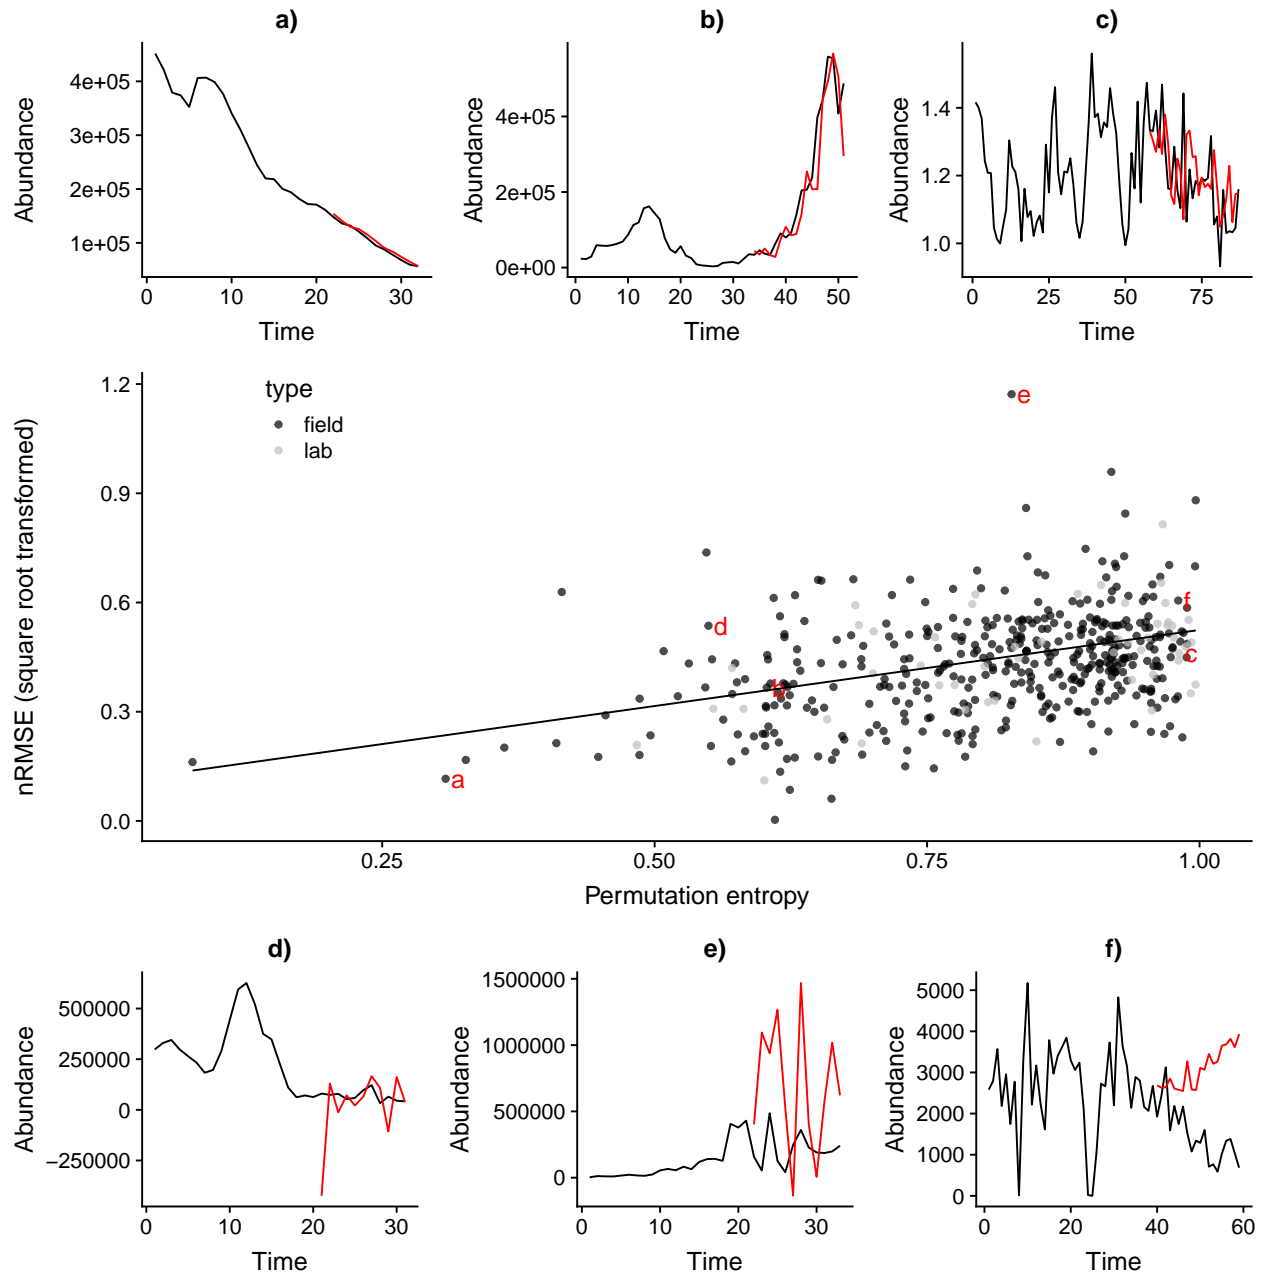 a)
Abundance
4e+05
3e+05
2e+05
1e+05
0 10 20 30
Time
b)
Abundance
4e+05
2e+05
0e+00
0 10 20 30 40 50
Time
c)
Abundance
1.4
1.2
1.0
0 25 50 75
Time
nRMSE (square root transformed)
1.2
0.9
0.6
0.3
0.0
type
field
lab
e
f
d
c
b
a
0.25 0.50 0.75 1.00
Permutation entropy
d)
Abundance
500000
250000
0
−250000
0 10 20 30
Time
e)
Abundance
1500000
1000000
500000
0
0 10 20 30
Time
f)
Abundance
5000
4000
3000
2000
1000
0
0 20 40 60
Time